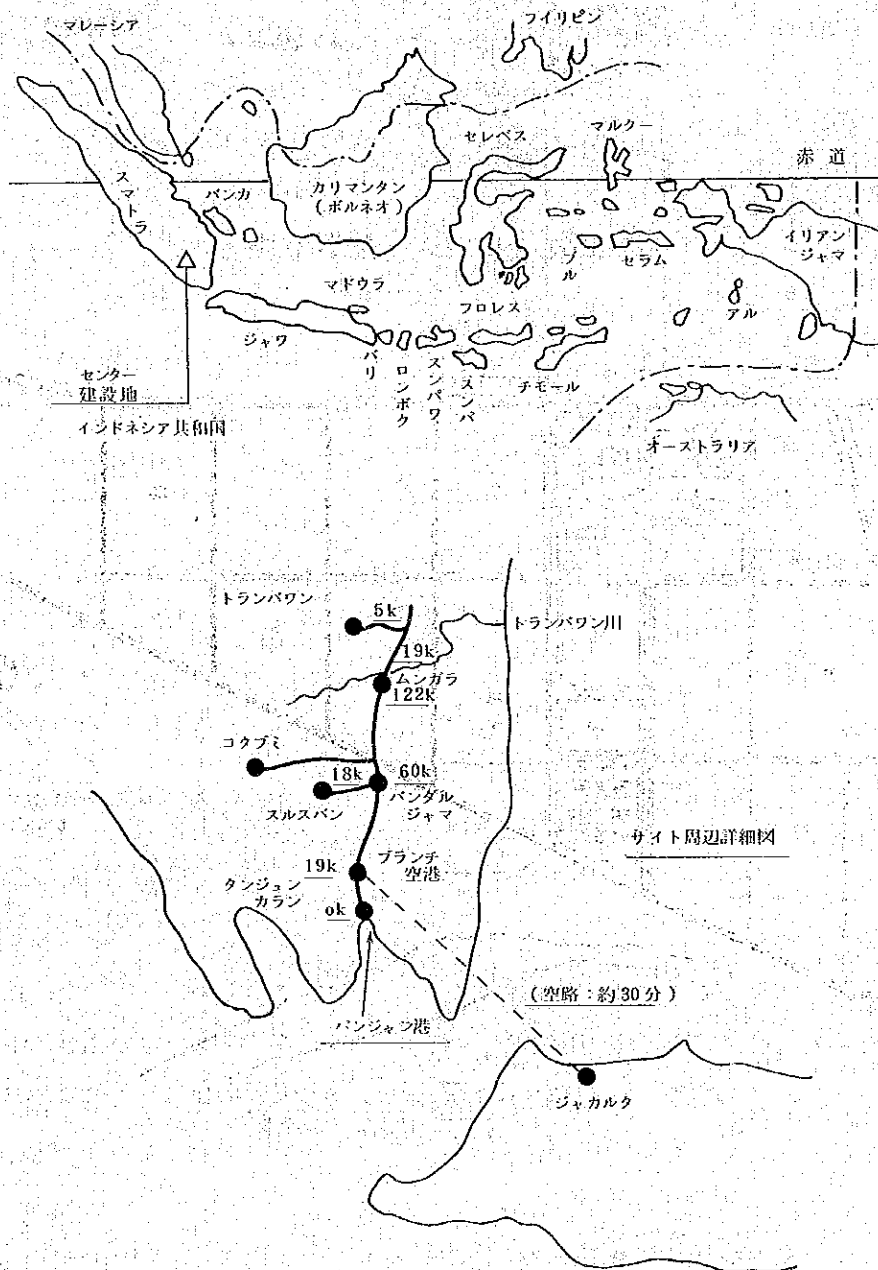 マレーシア
フイリピン
セレベス
マルクー
赤道
スマトラ
バンカ
カリマンタン
(ボルネオ)
イリアン
ジャマ
ブル
セラム
マドウラ
フロレス
アル
ジャワ
バリ
ロンボク
スンバワ
スンバ
チモール
センター
建設地
インドネシア共和国
オーストラリア
トランバワン
5k
トランバワン川
19k
ムンガラ
122k
コタブミ
18k
60k
スルスバン
バンダル
ジャマ
サイト周辺詳細図
19k
ブランチ
空港
タンジュン
カラン
ok
(空路:約30分)
パンジャン港
ジャカルタ